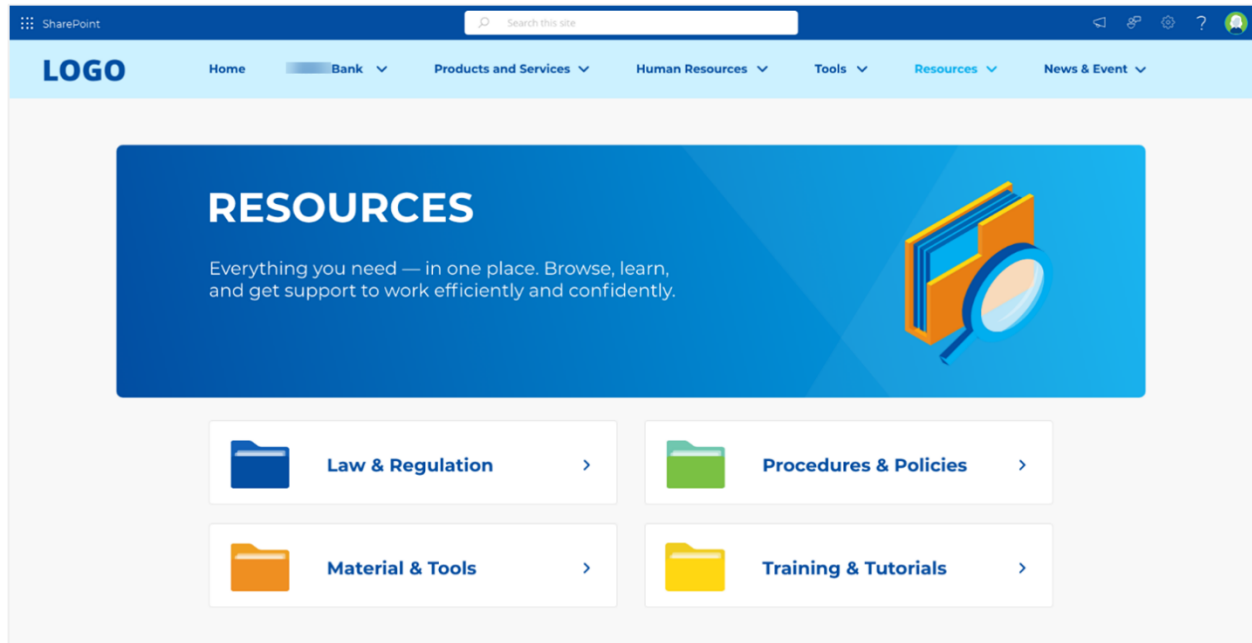 SharePoint
Search this site
LOGO
Home
Bank
Products and Services
Human Resources
Tools
Resources
News & Event
RESOURCES
Everything you need — in one place. Browse, learn,
and get support to work efficiently and confidently.
Law & Regulation
Procedures & Policies
Material & Tools
Training & Tutorials